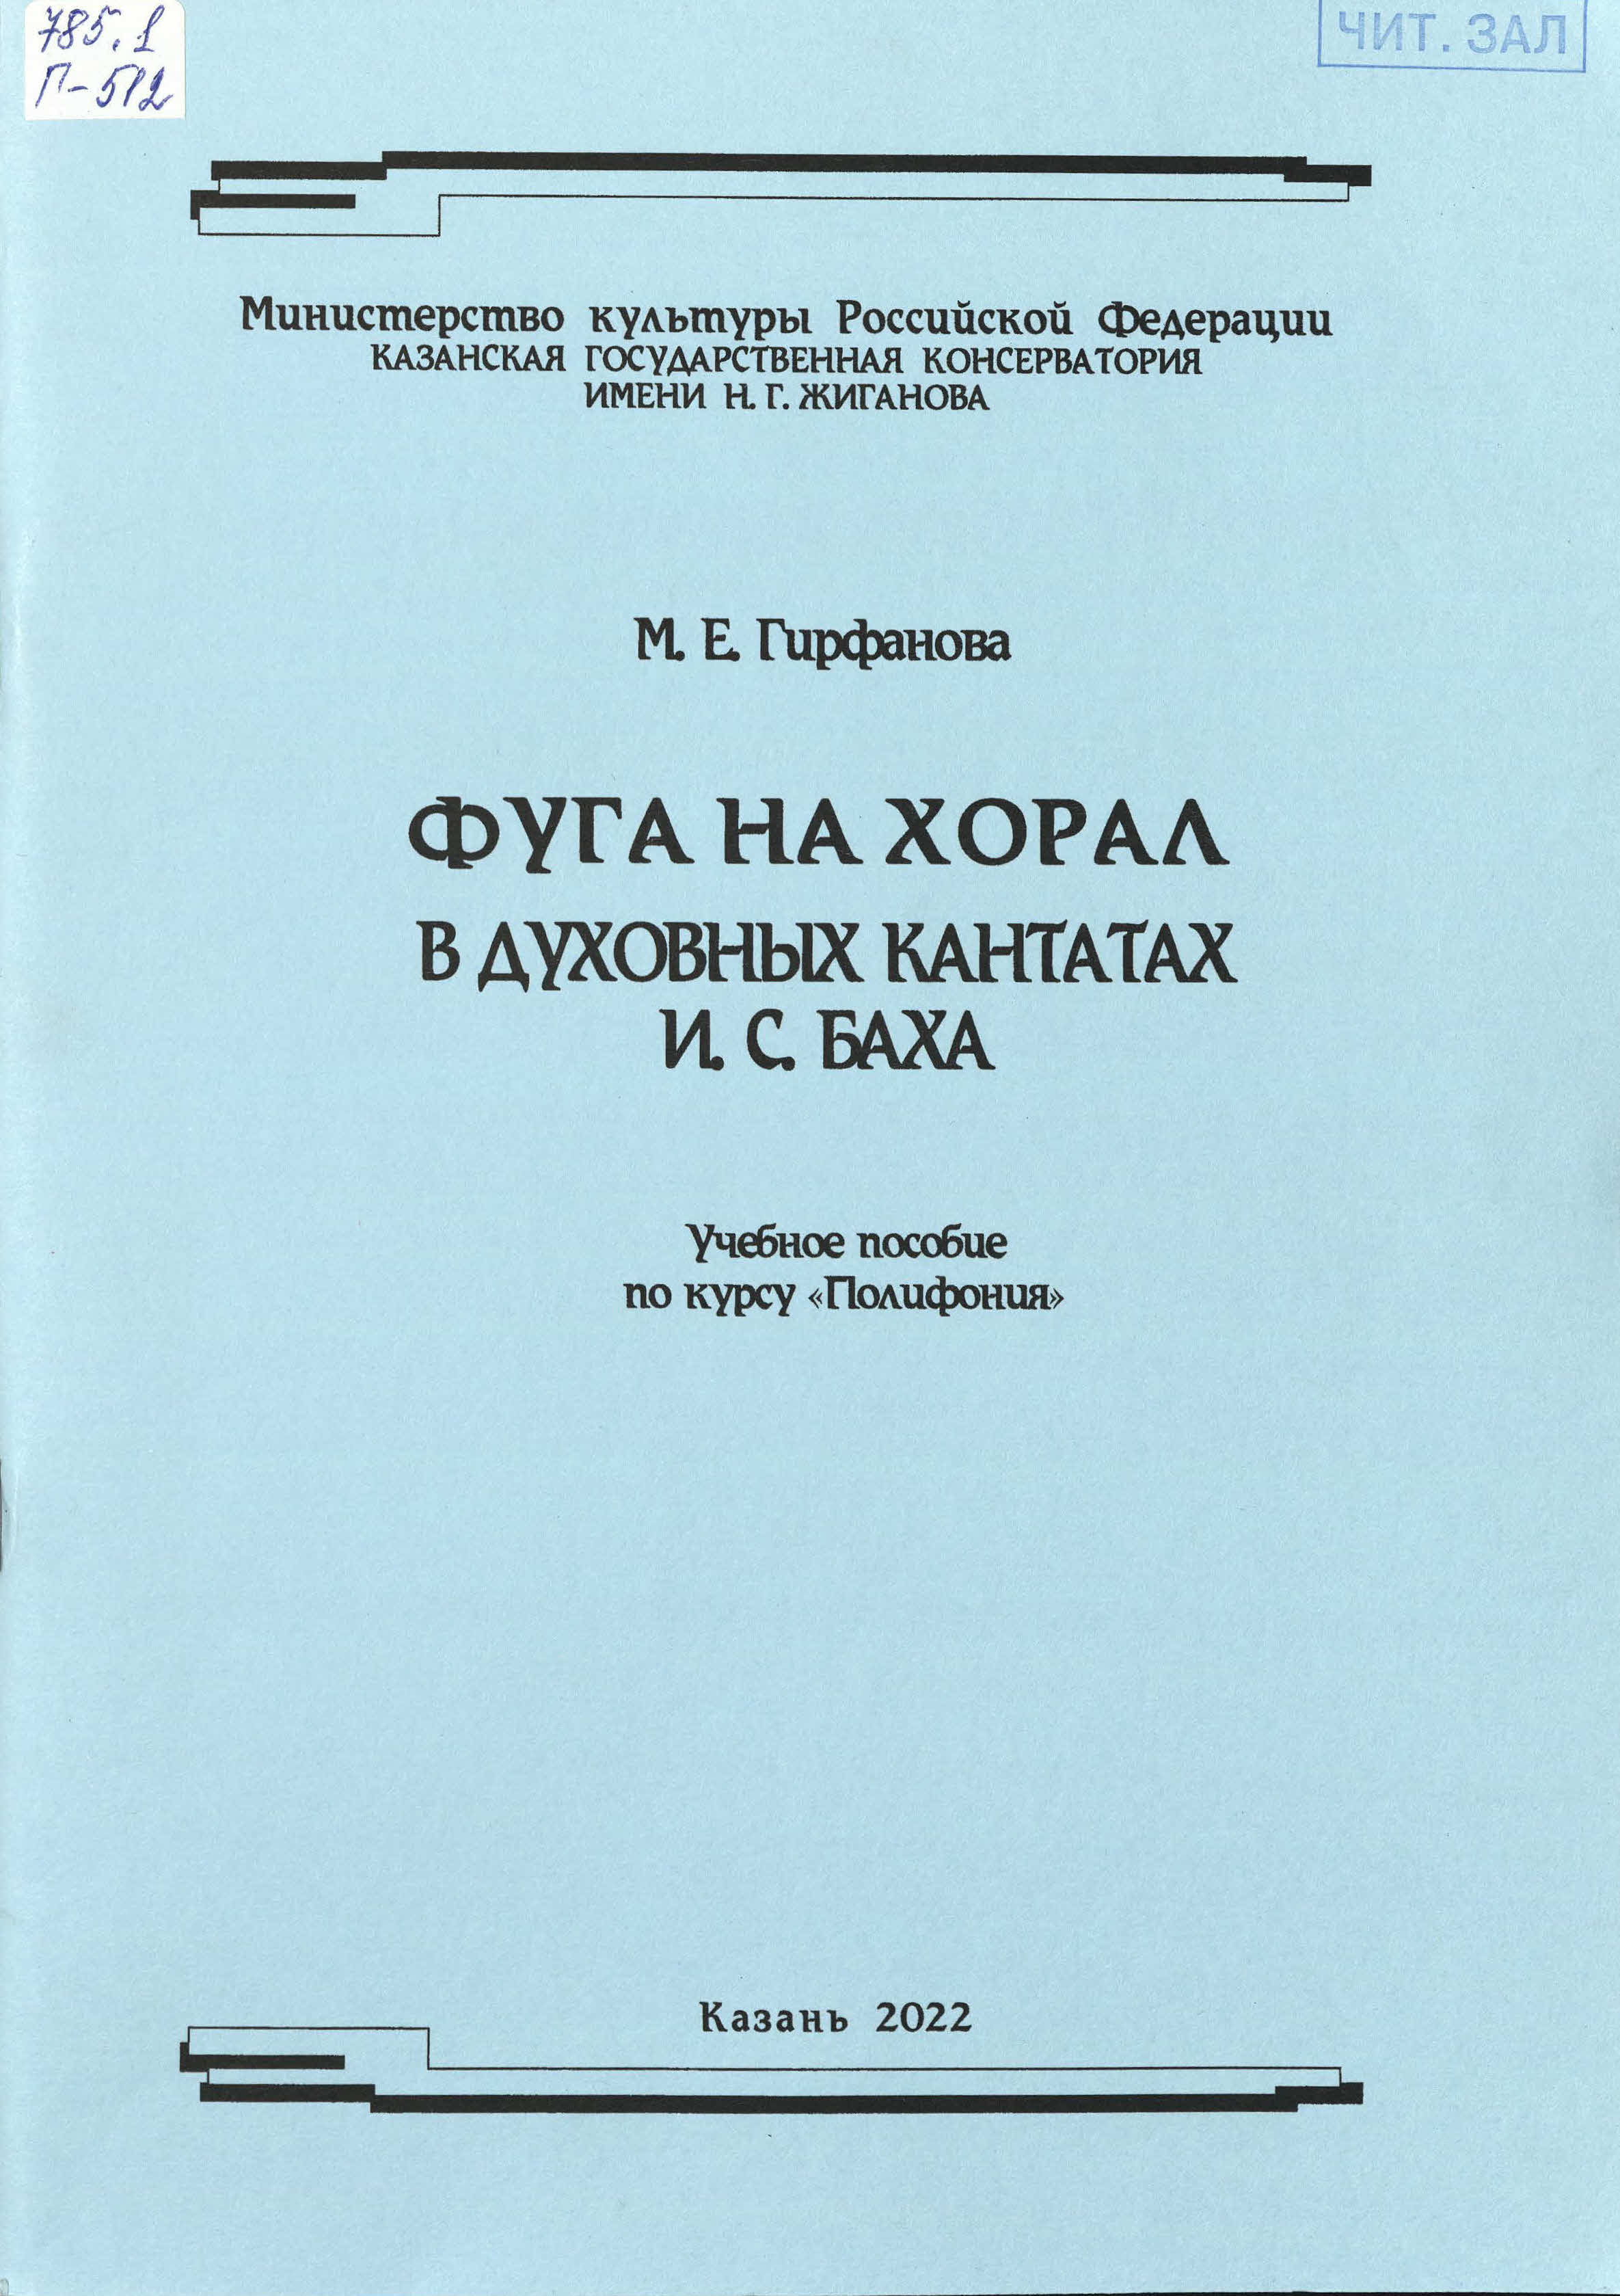 785.1
П-512
ЧИТ. ЗАЛ
Министерство культуры Российской Федерации
КАЗАНСКАЯ ГОСУДАРСТВЕННАЯ КОНСЕРВАТОРИЯ
ИМЕНИ Н. Г. ЖИГАНОВА
М. Е. Гирфанова
ФУГА НА ХОРАЛ
В ДУХОВНЫХ КАНТАТАХ
И. С. БАХА
Учебное пособие
по курсу «Полифония»
Казань 2022